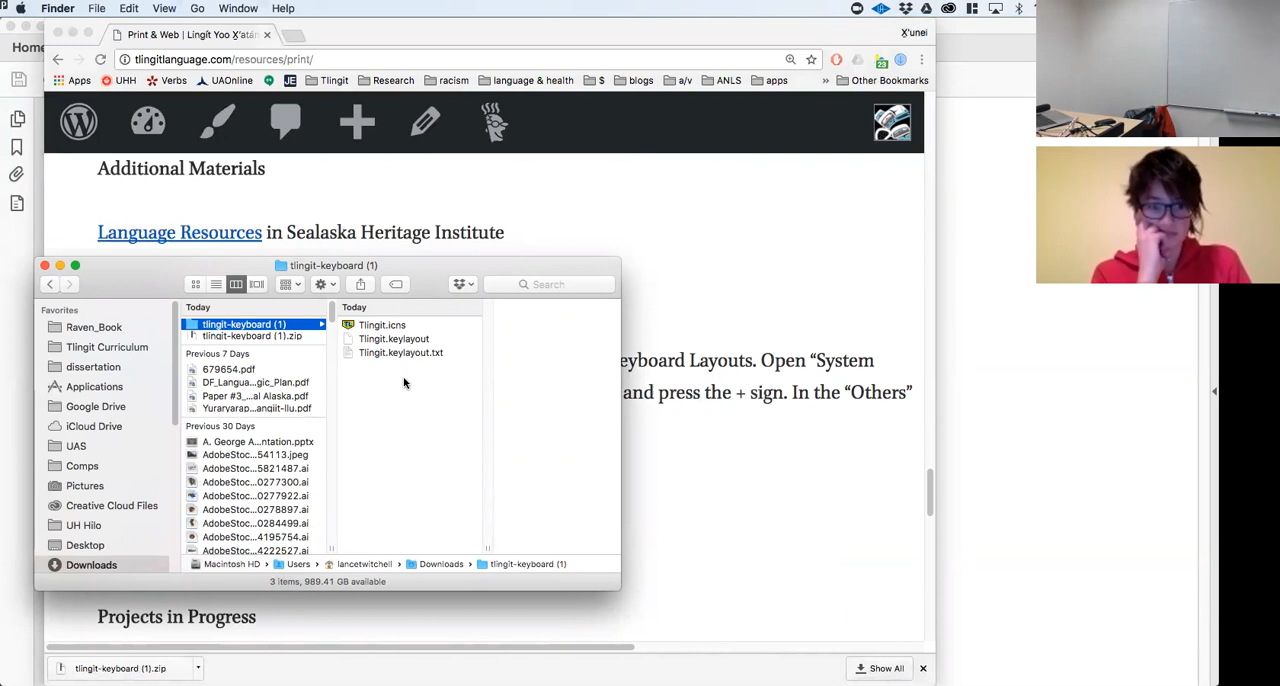 Finder File Edit View Go Window Help
Print & Web | Lingít Yoo X̱'atán
X̱'unei
Home
tlingitlanguage.com/resources/print/
23
Apps UHH Verbs UAOnline JE Tlingit Research racism language & health $ blogs a/v ANLS apps » Other Bookmarks
Additional Materials
Language Resources in Sealaska Heritage Institute
tlingit-keyboard (1)
Search
Favorites
Raven_Book
Tlingit Curriculum
dissertation
Applications
Google Drive
iCloud Drive
UAS
Comps
Pictures
Creative Cloud Files
UH Hilo
Desktop
Downloads
Today
tlingit-keyboard (1)
tlingit-keyboard (1).zip
Previous 7 Days
679654.pdf
DF_Langua...gic_Plan.pdf
Paper #3_...al Alaska.pdf
Yuraryarap...angiit-llu.pdf
Previous 30 Days
A. George A...ntation.pptx
AdobeStoc...54113.jpeg
AdobeStoc...5821487.ai
AdobeStoc...0277300.ai
AdobeStoc...0277922.ai
AdobeStoc...0278897.ai
AdobeStoc...0284499.ai
AdobeStoc...4195754.ai
AdobeStoc...4222527.ai
Today
Tlingit.icns
Tlingit.keylayout
Tlingit.keylayout.txt
eyboard Layouts. Open “System
and press the + sign. In the “Others”
Macintosh HD › Users › lancetwitchell › Downloads › tlingit-keyboard (1)
3 items, 989.41 GB available
Projects in Progress
tlingit-keyboard (1).zip
Show All